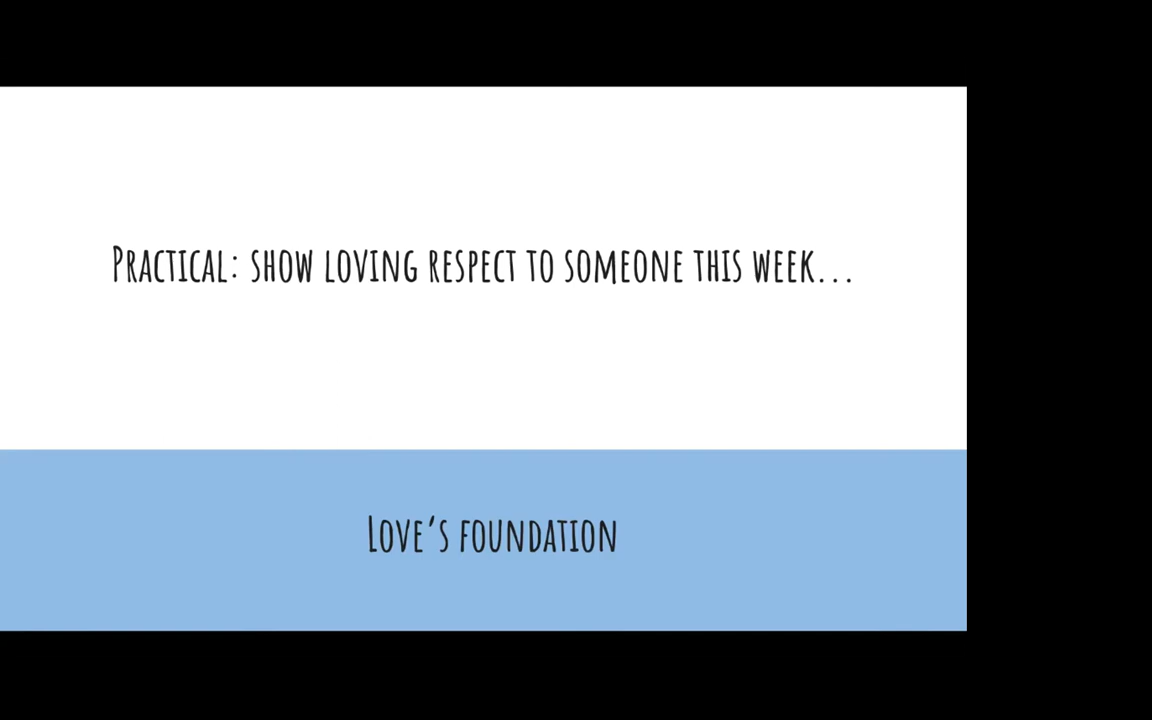 Practical: show loving respect to someone this week...
Love's foundation